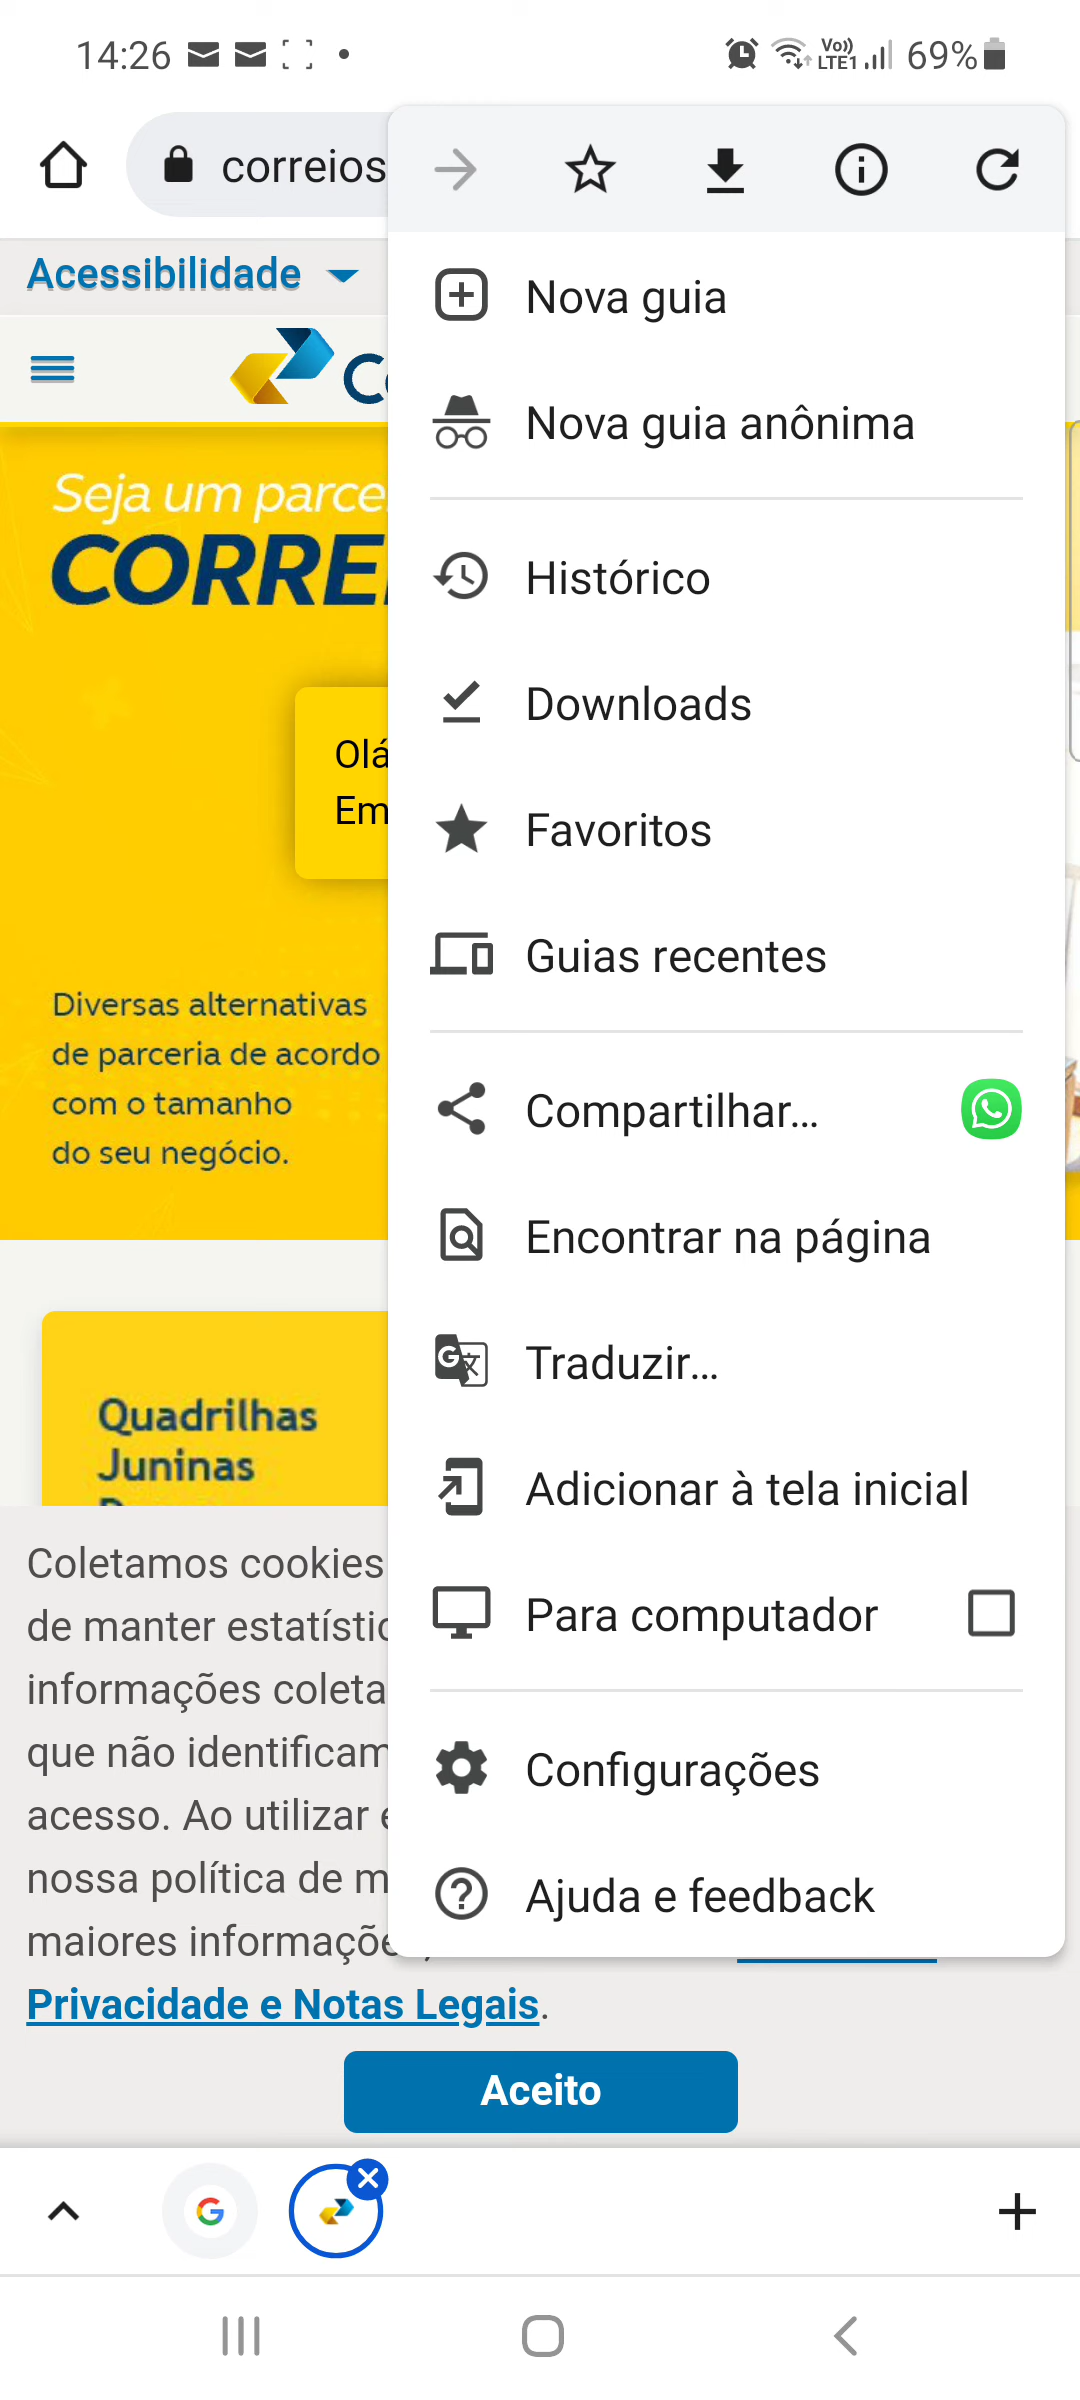 14:26
Vo))
LTE1
69%
correios
Acessibilidade
Seja um parce
CORRE
Olá
Em
Diversas alternativas
de parceria de acordo
com o tamanho
do seu negócio.
Quadrilhas
Juninas
Nova guia
Nova guia anônima
Histórico
Downloads
Favoritos
Guias recentes
Compartilhar...
Encontrar na página
Traduzir...
Adicionar à tela inicial
Para computador
Configurações
Ajuda e feedback
Coletamos cookies
de manter estatístic
informações coleta
que não identificam
acesso. Ao utilizar e
nossa política de m
maiores informaçõe
Privacidade e Notas Legais.
Aceito